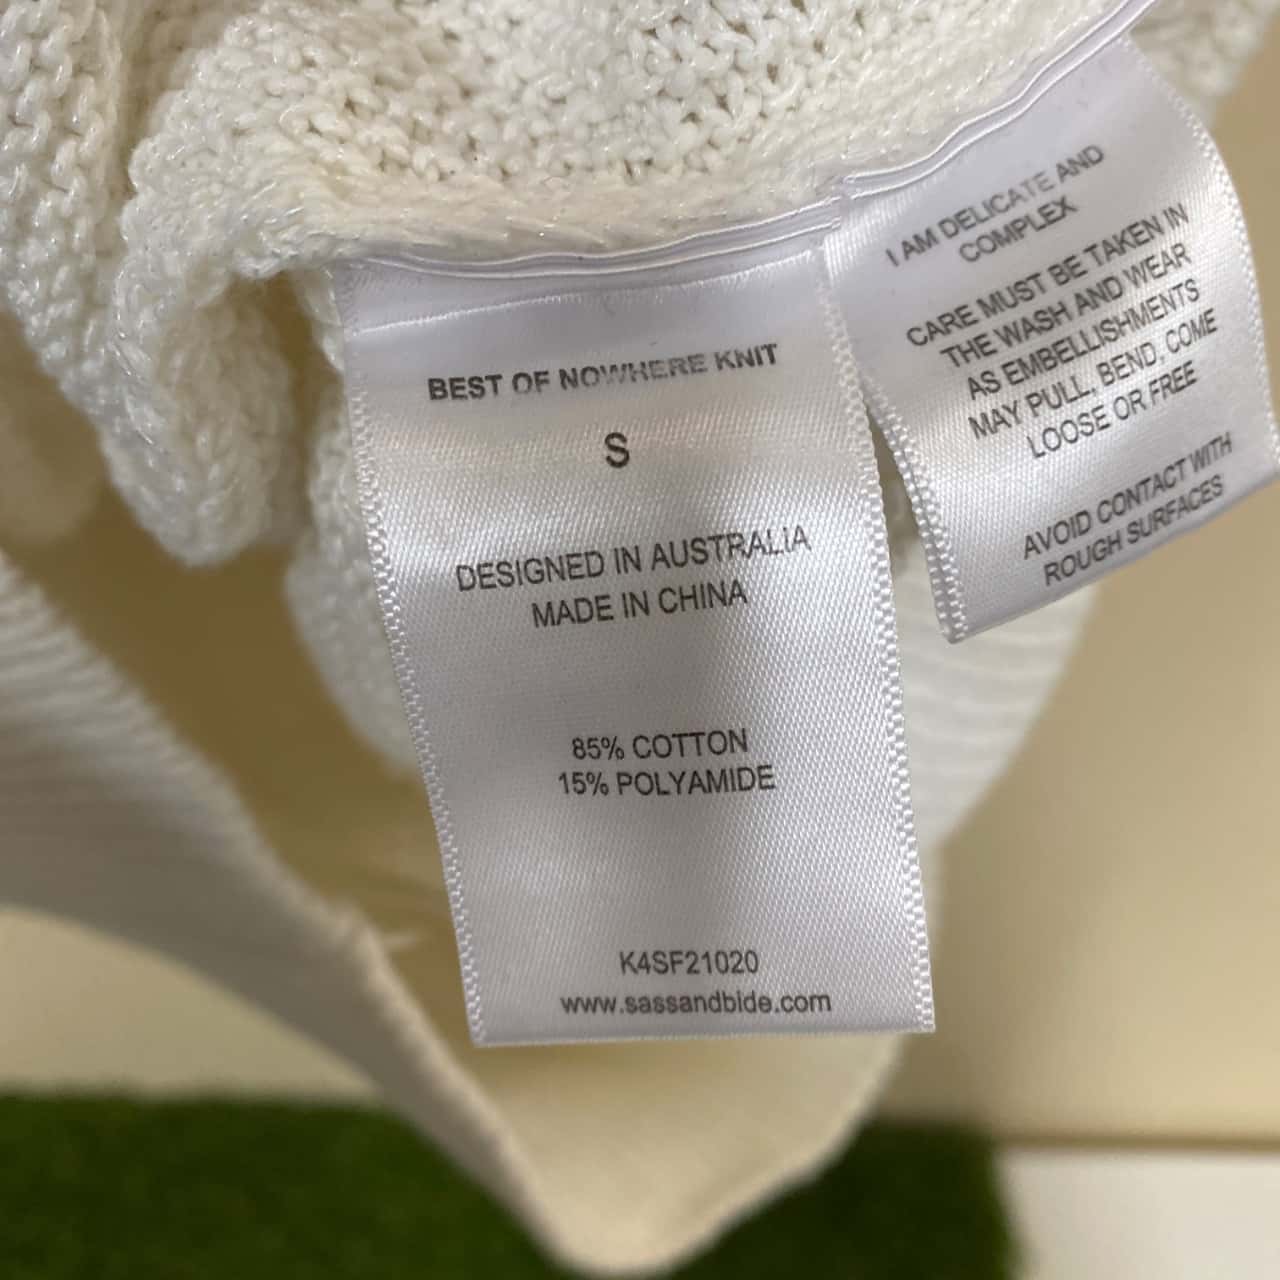 BEST OF NOWHERE KNIT
S
DESIGNED IN AUSTRALIA
MADE IN CHINA
85% COTTON
15% POLYAMIDE
K4SF21020
www.sassandbide.com
I AM DELICATE AND
COMPLEX
CARE MUST BE TAKEN IN
THE WASH AND WEAR
AS EMBELLISHMENTS
MAY PULL, BEND, COME
LOOSE OR FREE
AVOID CONTACT WITH
ROUGH SURFACES